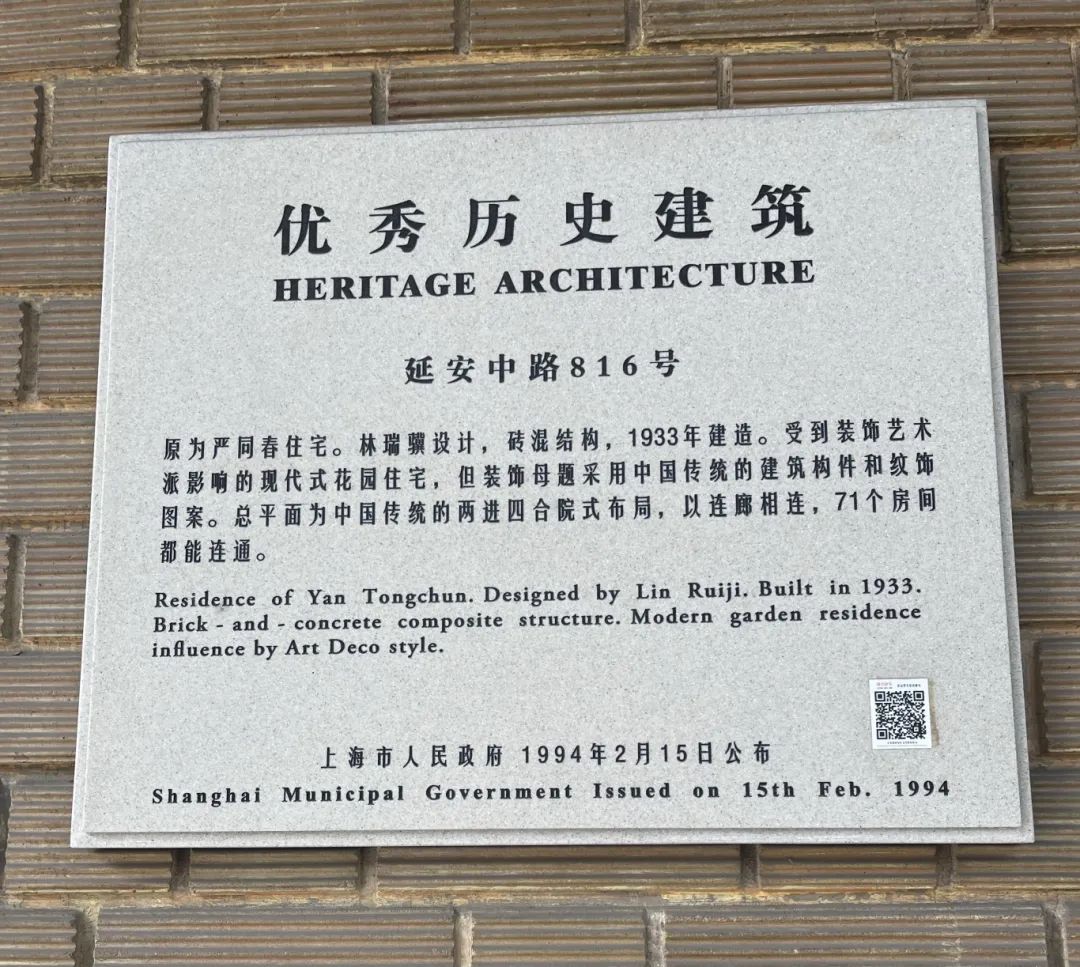 优秀历史建筑
HERITAGE ARCHITECTURE
延安中路816号
原为严同春住宅。林瑞骥设计，砖混结构，1933年建造。受到装饰艺术
派影响的现代式花园住宅，但装饰母题采用中国传统的建筑构件和纹饰
图案。总平面为中国传统的两进四合院式布局，以连廊相连，71个房间
都能连通。
Residence of Yan Tongchun. Designed by Lin Ruiji. Built in 1933.
Brick - and - concrete composite structure. Modern garden residence
influence by Art Deco style.
上海市人民政府 1994年2月15日公布
Shanghai Municipal Government Issued on 15th Feb. 1994